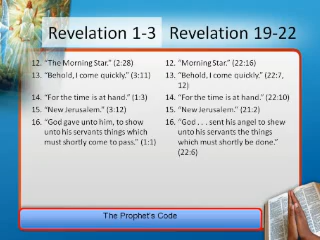 Revelation 1-3 Revelation 19-22
12. “The Morning Star.” (2:28)
13. “Behold, I come quickly.” (3:11)
14. “For the time is at hand.” (1:3)
15. “New Jerusalem.” (3:12)
16. “God gave unto him, to show
unto his servants things which
must shortly come to pass.” (1:1)
12. “Morning Star.” (22:16)
13. “Behold, I come quickly.” (22:7,
12)
14. “For the time is at hand.” (22:10)
15. “New Jerusalem.” (21:2)
16. “God . . . sent his angel to shew
unto his servants the things
which must shortly be done.”
(22:6)
The Prophet's Code